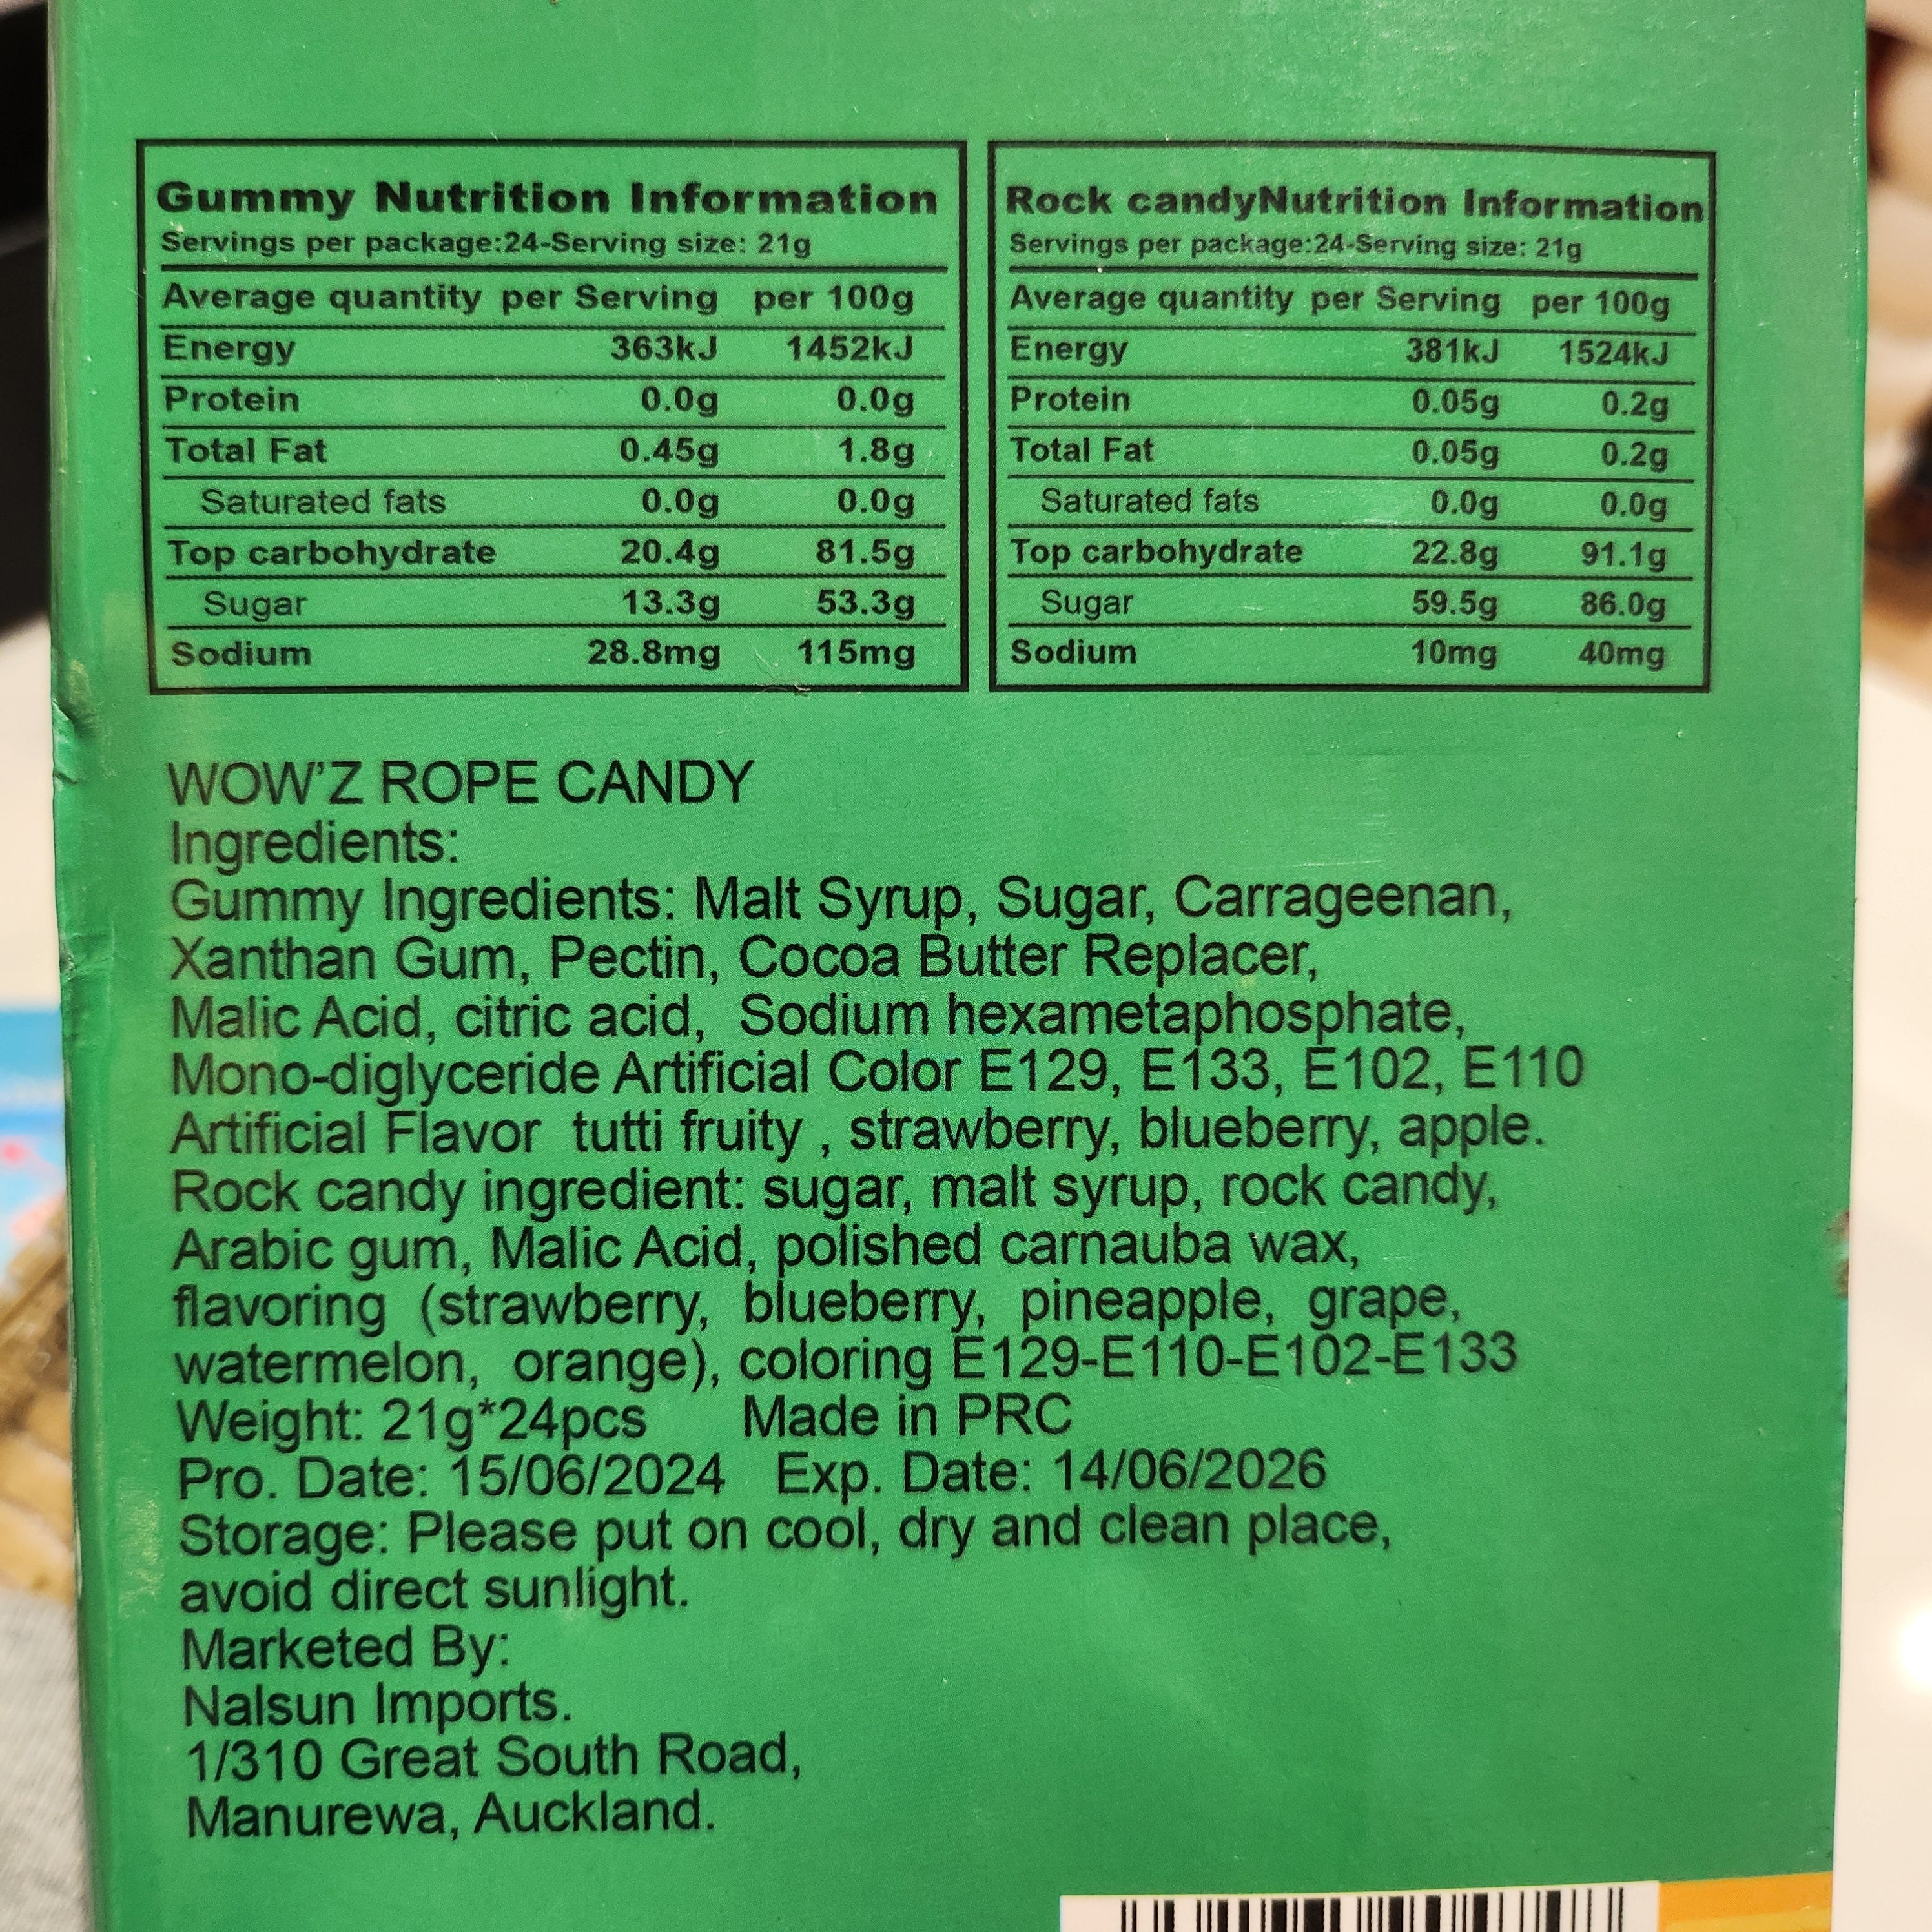 Gummy Nutrition Information
Servings per package:24-Serving size: 21g
Average quantity per Serving per 100g
Energy 363kJ 1452kJ
Protein 0.0g 0.0g
Total Fat 0.45g 1.8g
Saturated fats 0.0g 0.0g
Top carbohydrate 20.4g 81.5g
Sugar 13.3g 53.3g
Sodium 28.8mg 115mg
Rock candyNutrition Information
Servings per package:24-Serving size: 21g
Average quantity per Serving per 100g
Energy 381kJ 1524kJ
Protein 0.05g 0.2g
Total Fat 0.05g 0.2g
Saturated fats 0.0g 0.0g
Top carbohydrate 22.8g 91.1g
Sugar 59.5g 86.0g
Sodium 10mg 40mg
WOW'Z ROPE CANDY
Ingredients:
Gummy Ingredients: Malt Syrup, Sugar, Carrageenan,
Xanthan Gum, Pectin, Cocoa Butter Replacer,
Malic Acid, citric acid, Sodium hexametaphosphate,
Mono-diglyceride Artificial Color E129, E133, E102, E110
Artificial Flavor tutti fruity , strawberry, blueberry, apple.
Rock candy ingredient: sugar, malt syrup, rock candy,
Arabic gum, Malic Acid, polished carnauba wax,
flavoring (strawberry, blueberry, pineapple, grape,
watermelon, orange), coloring E129-E110-E102-E133
Weight: 21g*24pcs Made in PRC
Pro. Date: 15/06/2024 Exp. Date: 14/06/2026
Storage: Please put on cool, dry and clean place,
avoid direct sunlight.
Marketed By:
Nalsun Imports.
1/310 Great South Road,
Manurewa, Auckland.